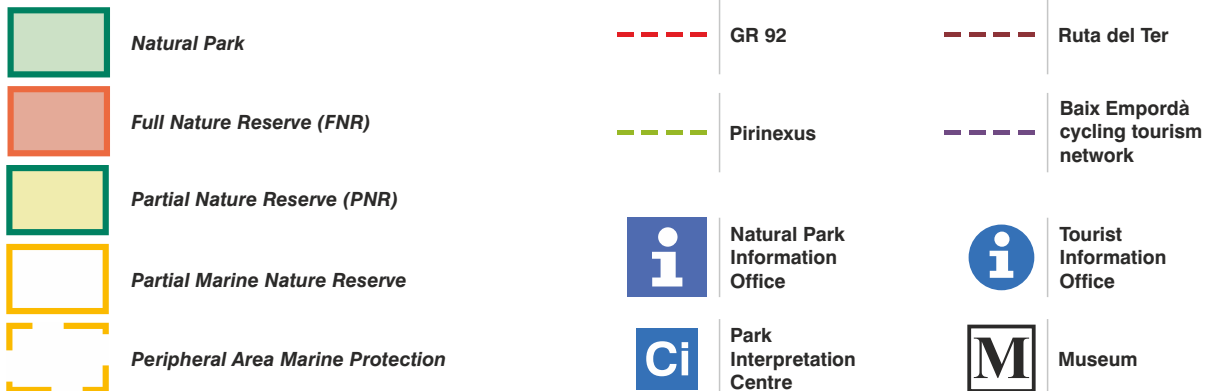 Natural Park
Full Nature Reserve (FNR)
Partial Nature Reserve (PNR)
Partial Marine Nature Reserve
Peripheral Area Marine Protection
GR 92
Pirinexus
i
Natural Park
Information
Office
Ci
Park
Interpretation
Centre
Ruta del Ter
Baix Empordà
cycling tourism
network
i
Tourist
Information
Office
M
Museum